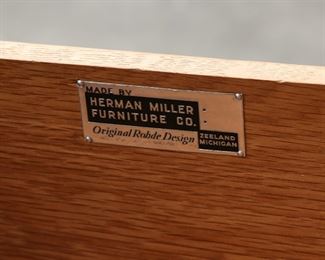 MADE BY
HERMAN MILLER
FURNITURE CO.
Original Rohde Design
ZEELAND
MICHIGAN